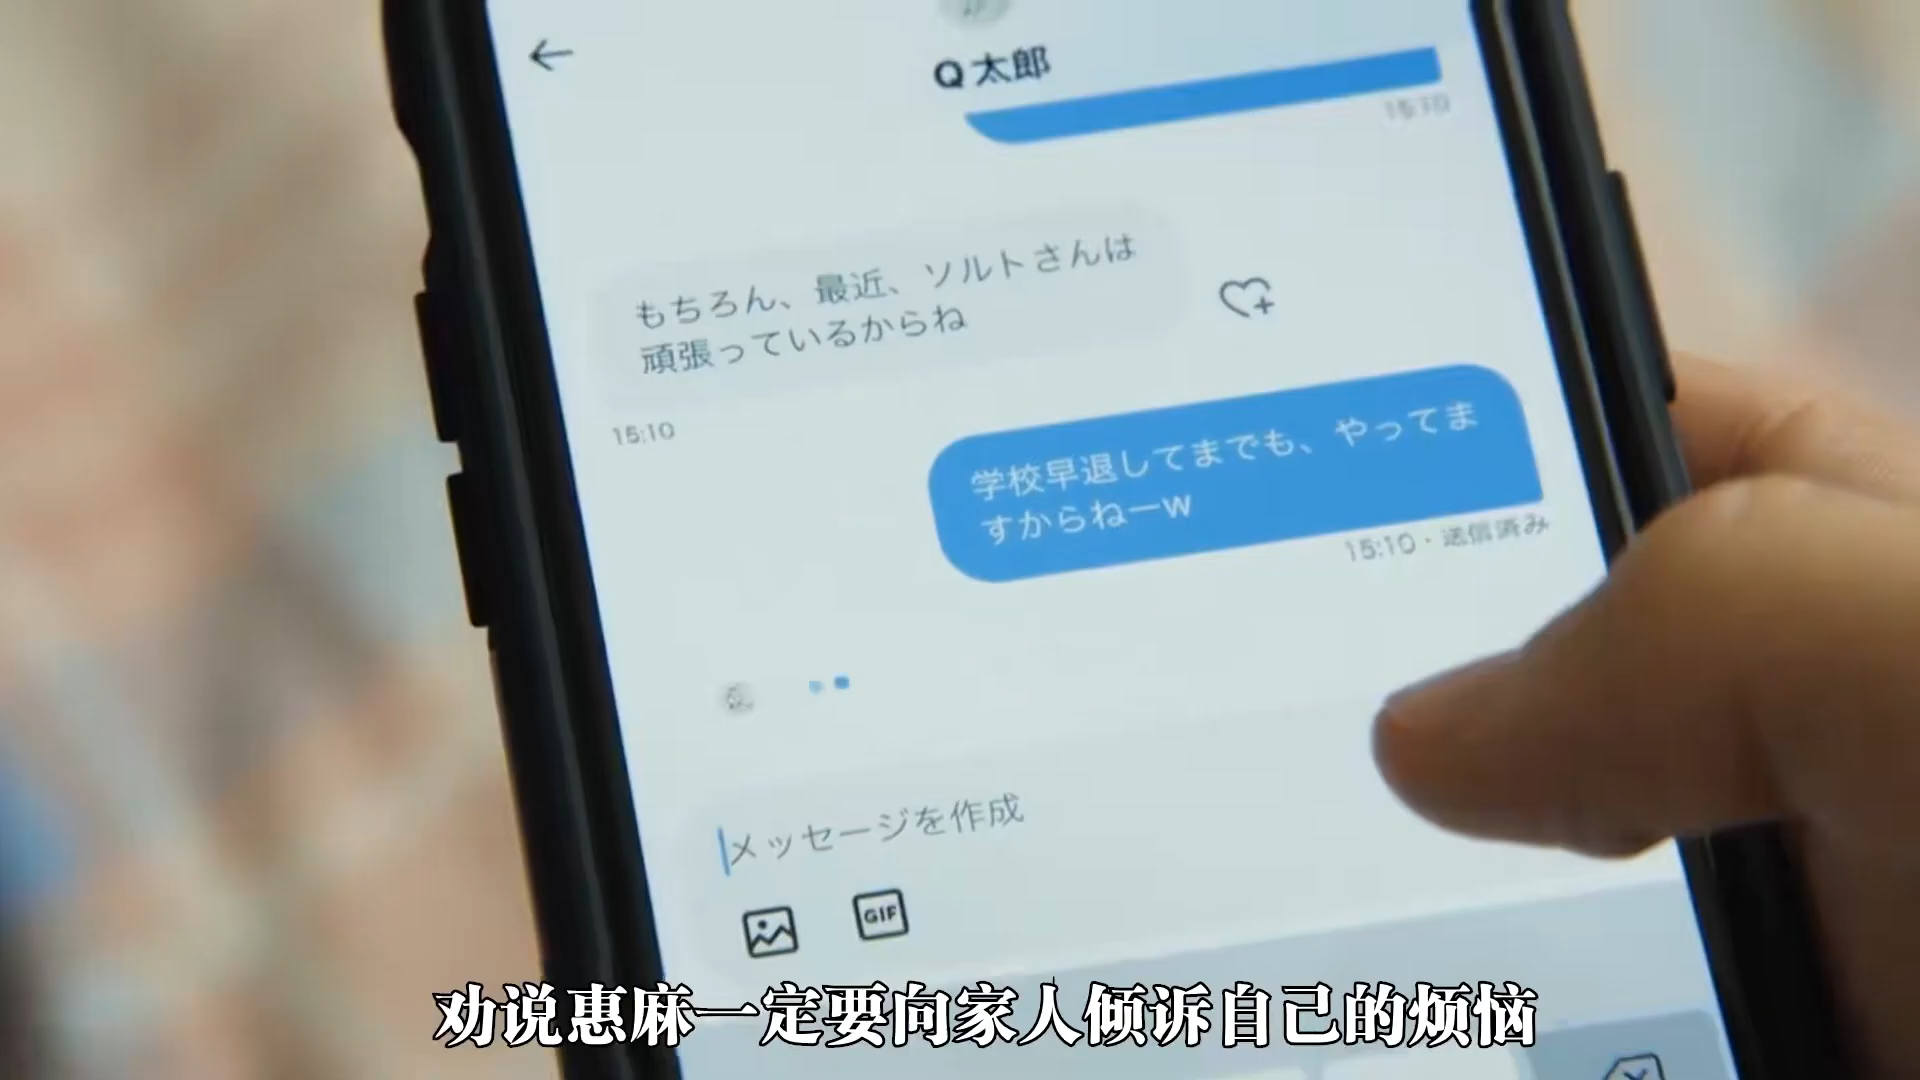 Q太郎
15:10
もちろん、最近、ソルトさんは
頑張っているからね
15:10
学校早退してまでも、やってま
すからねーw
15:10・送信済み
メッセージを作成
GIF
劝说惠麻一定要向家人倾诉自己的烦恼